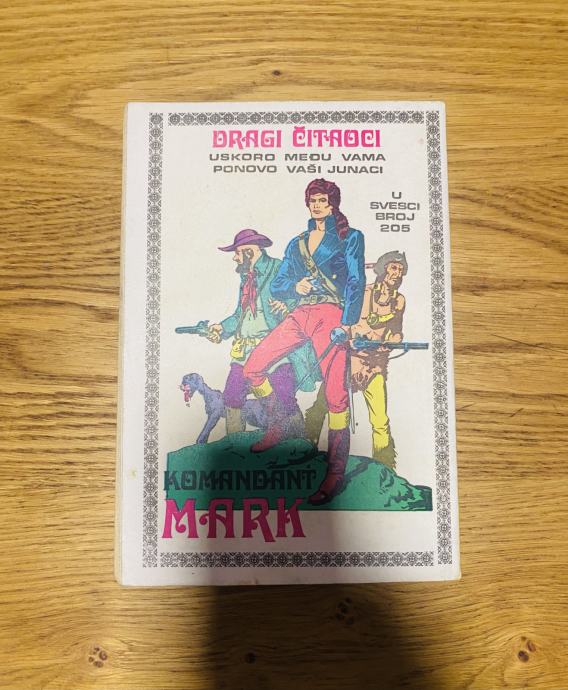 DRAGI ČITAOCI
USKORO MEĐU VAMA
PONOVO VAŠI JUNACI
U
SVESCI
BROJ
205
KOMANDANT
MARK